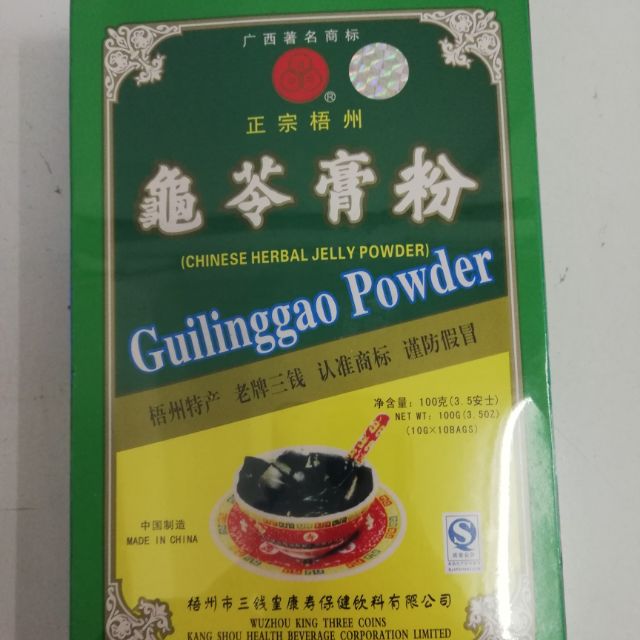 广西著名商标
®
正宗梧州
龜苓膏粉
(CHINESE HERBAL JELLY POWDER)
Guilinggao Powder
梧州特产 老牌三钱 认准商标 谨防假冒
净含量: 100克(3.5安士)
NET WT: 100G(3.5OZ)
(10G×10BAGS)
中国制造
MADE IN CHINA
梧州市三钱皇康寿保健饮料有限公司
WUZHOU KING THREE COINS
KANG SHOU HEALTH BEVERAGE CORPORATION LIMITED